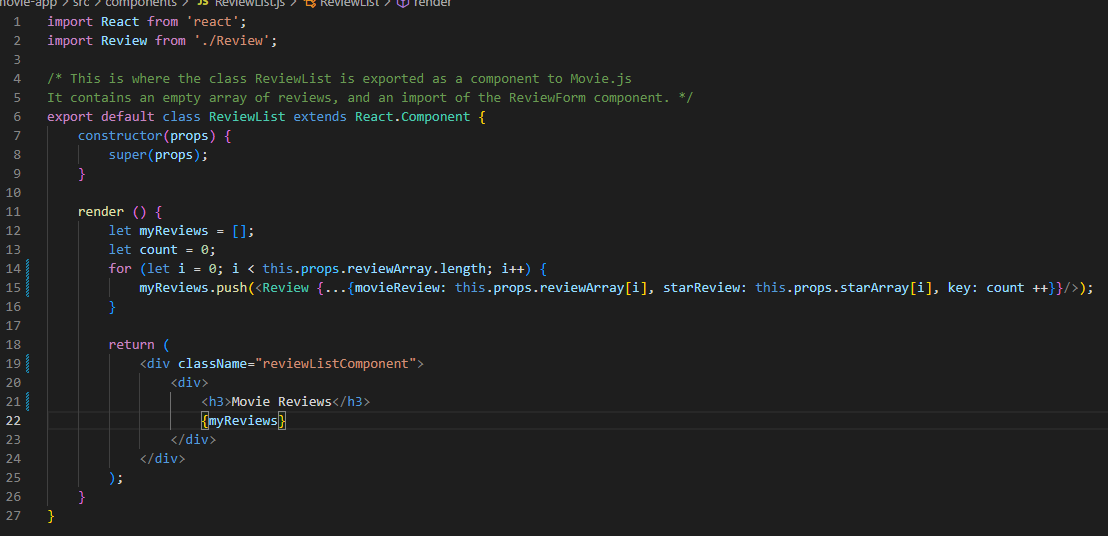 movie-app > src > components > JS ReviewList.js > ReviewList > render
1 import React from 'react';
2 import Review from './Review';
3
4 /* This is where the class ReviewList is exported as a component to Movie.js
5 It contains an empty array of reviews, and an import of the ReviewForm component. */
6 export default class ReviewList extends React.Component {
7     constructor(props) {
8         super(props);
9     }
10
11     render () {
12         let myReviews = [];
13         let count = 0;
14         for (let i = 0; i < this.props.reviewArray.length; i++) {
15             myReviews.push(<Review {...{movieReview: this.props.reviewArray[i], starReview: this.props.starArray[i], key: count ++}}/>);
16         }
17
18         return (
19             <div className="reviewListComponent">
20                 <div>
21                     <h3>Movie Reviews</h3>
22                     {myReviews}
23                 </div>
24             </div>
25         );
26     }
27 }